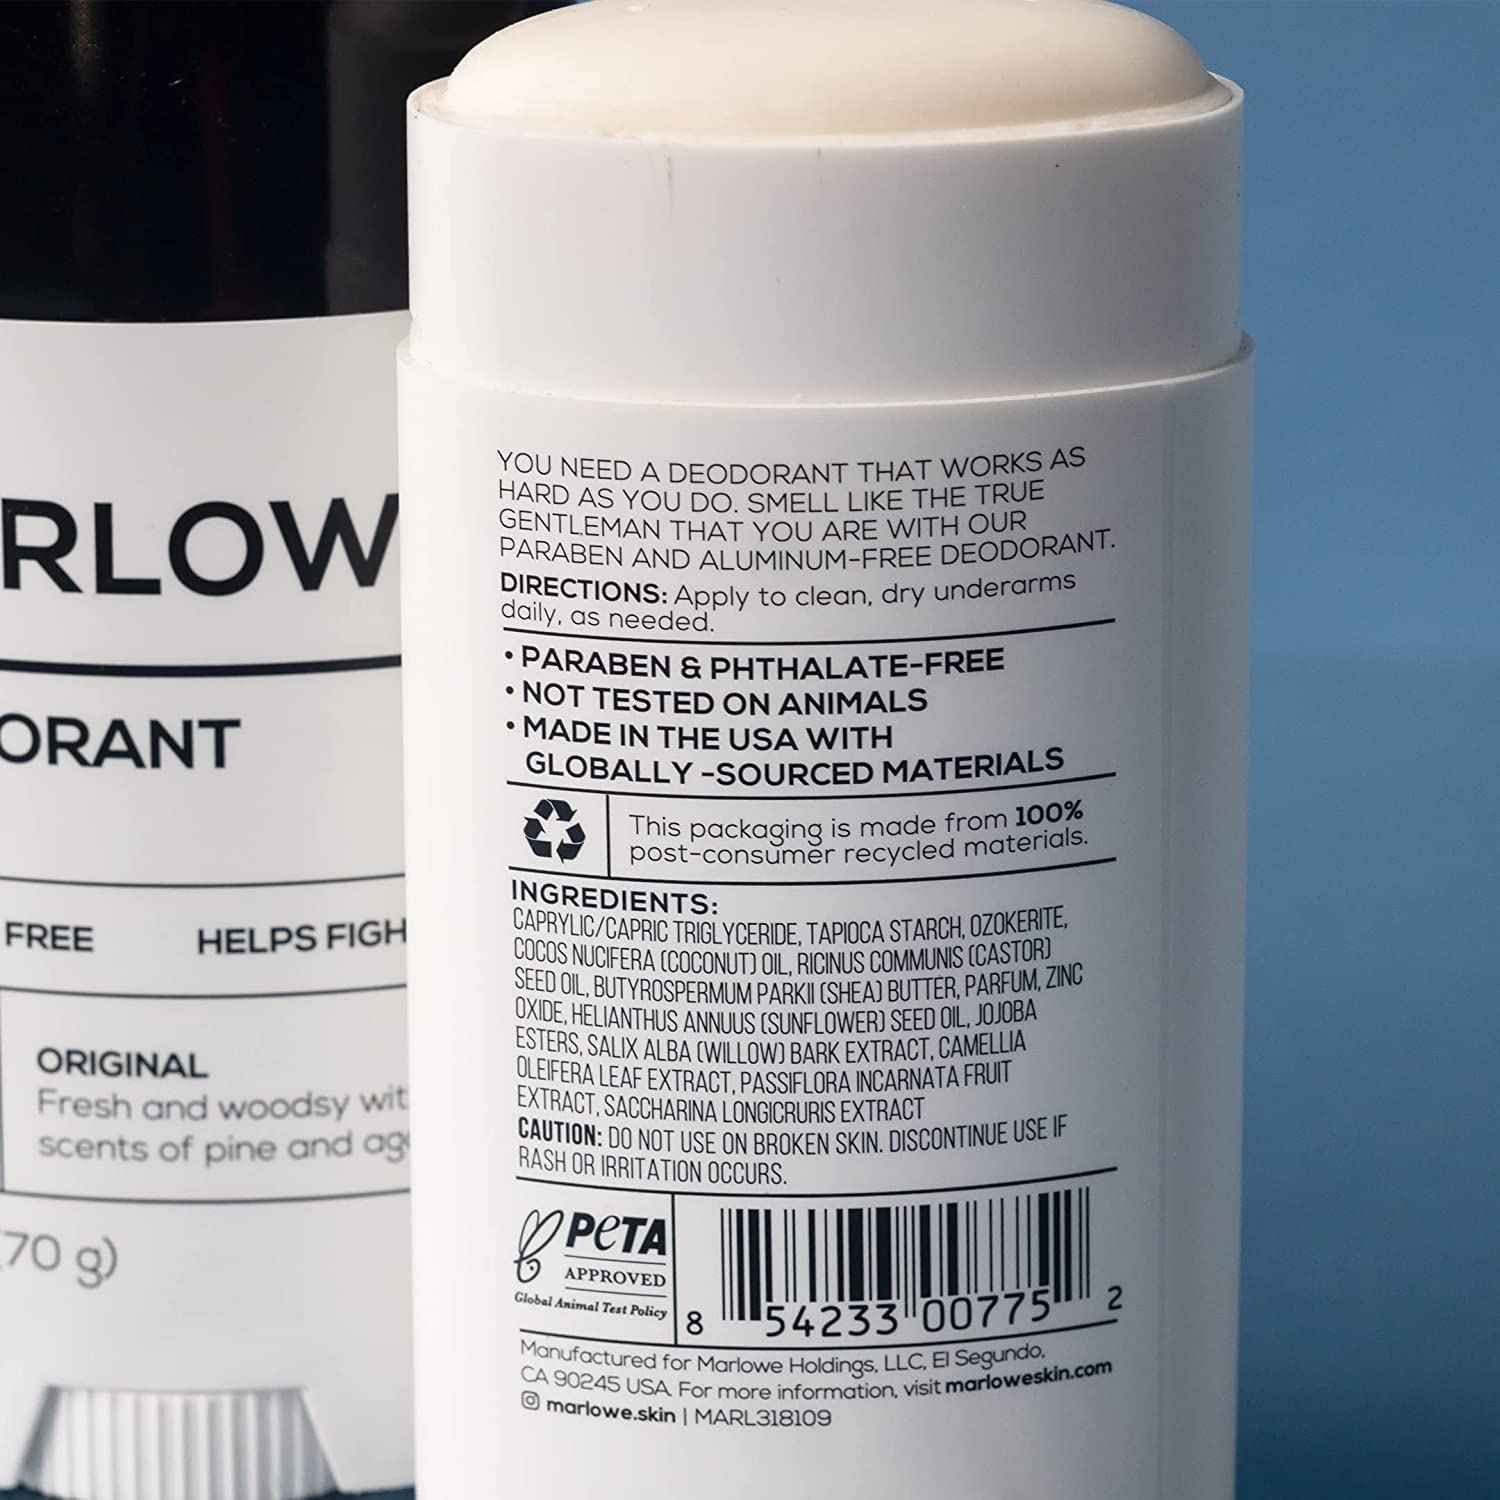 RLOW
ORANT
FREE
HELPS FIGH
ORIGINAL
Fresh and woodsy wit
scents of pine and ag
70 g)
YOU NEED A DEODORANT THAT WORKS AS
HARD AS YOU DO. SMELL LIKE THE TRUE
GENTLEMAN THAT YOU ARE WITH OUR
PARABEN AND ALUMINUM-FREE DEODORANT.
DIRECTIONS: Apply to clean, dry underarms
daily, as needed.
• PARABEN & PHTHALATE-FREE
• NOT TESTED ON ANIMALS
• MADE IN THE USA WITH
GLOBALLY -SOURCED MATERIALS
This packaging is made from 100%
post-consumer recycled materials.
INGREDIENTS:
CAPRYLIC/CAPRIC TRIGLYCERIDE, TAPIOCA STARCH, OZOKERITE,
COCOS NUCIFERA (COCONUT) OIL, RICINUS COMMUNIS (CASTOR)
SEED OIL, BUTYROSPERMUM PARKII (SHEA) BUTTER, PARFUM, ZINC
OXIDE, HELIANTHUS ANNUUS (SUNFLOWER) SEED OIL, JOJOBA
ESTERS, SALIX ALBA (WILLOW) BARK EXTRACT, CAMELLIA
OLEIFERA LEAF EXTRACT, PASSIFLORA INCARNATA FRUIT
EXTRACT, SACCHARINA LONGICRURIS EXTRACT
CAUTION: DO NOT USE ON BROKEN SKIN. DISCONTINUE USE IF
RASH OR IRRITATION OCCURS.
PETA
APPROVED
Global Animal Test Policy
8 54233 00775 2
Manufactured for Marlowe Holdings, LLC, El Segundo,
CA 90245 USA. For more information, visit marloweskin.com
marlowe.skin | MARL318109